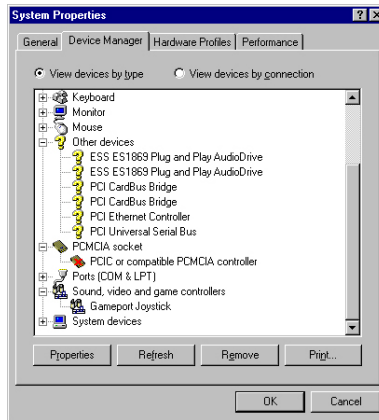 System Properties
General Device Manager Hardware Profiles Performance
View devices by type View devices by connection
Keyboard
Monitor
Mouse
Other devices
ESS ES1869 Plug and Play AudioDrive
ESS ES1869 Plug and Play AudioDrive
PCI CardBus Bridge
PCI CardBus Bridge
PCI Ethernet Controller
PCI Universal Serial Bus
PCMCIA socket
PCIC or compatible PCMCIA controller
Ports (COM & LPT)
Sound, video and game controllers
Gameport Joystick
System devices
Properties Refresh Remove Print...
OK Cancel